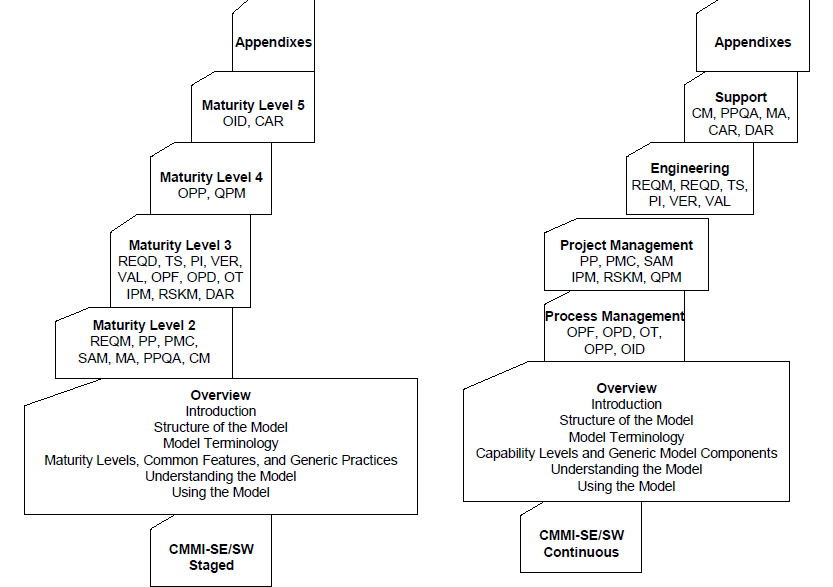 Appendixes
Maturity Level 5
OID, CAR
Maturity Level 4
OPP, QPM
Maturity Level 3
REQD, TS, PI, VER,
VAL, OPF, OPD, OT
IPM, RSKM, DAR
Maturity Level 2
REQM, PP, PMC,
SAM, MA, PPQA, CM
Overview
Introduction
Structure of the Model
Model Terminology
Maturity Levels, Common Features, and Generic Practices
Understanding the Model
Using the Model
CMMI-SE/SW
Staged
Appendixes
Support
CM, PPQA, MA,
CAR, DAR
Engineering
REQM, REQD, TS,
PI, VER, VAL
Project Management
PP, PMC, SAM
IPM, RSKM, QPM
Process Management
OPF, OPD, OT,
OPP, OID
Overview
Introduction
Structure of the Model
Model Terminology
Capability Levels and Generic Model Components
Understanding the Model
Using the Model
CMMI-SE/SW
Continuous